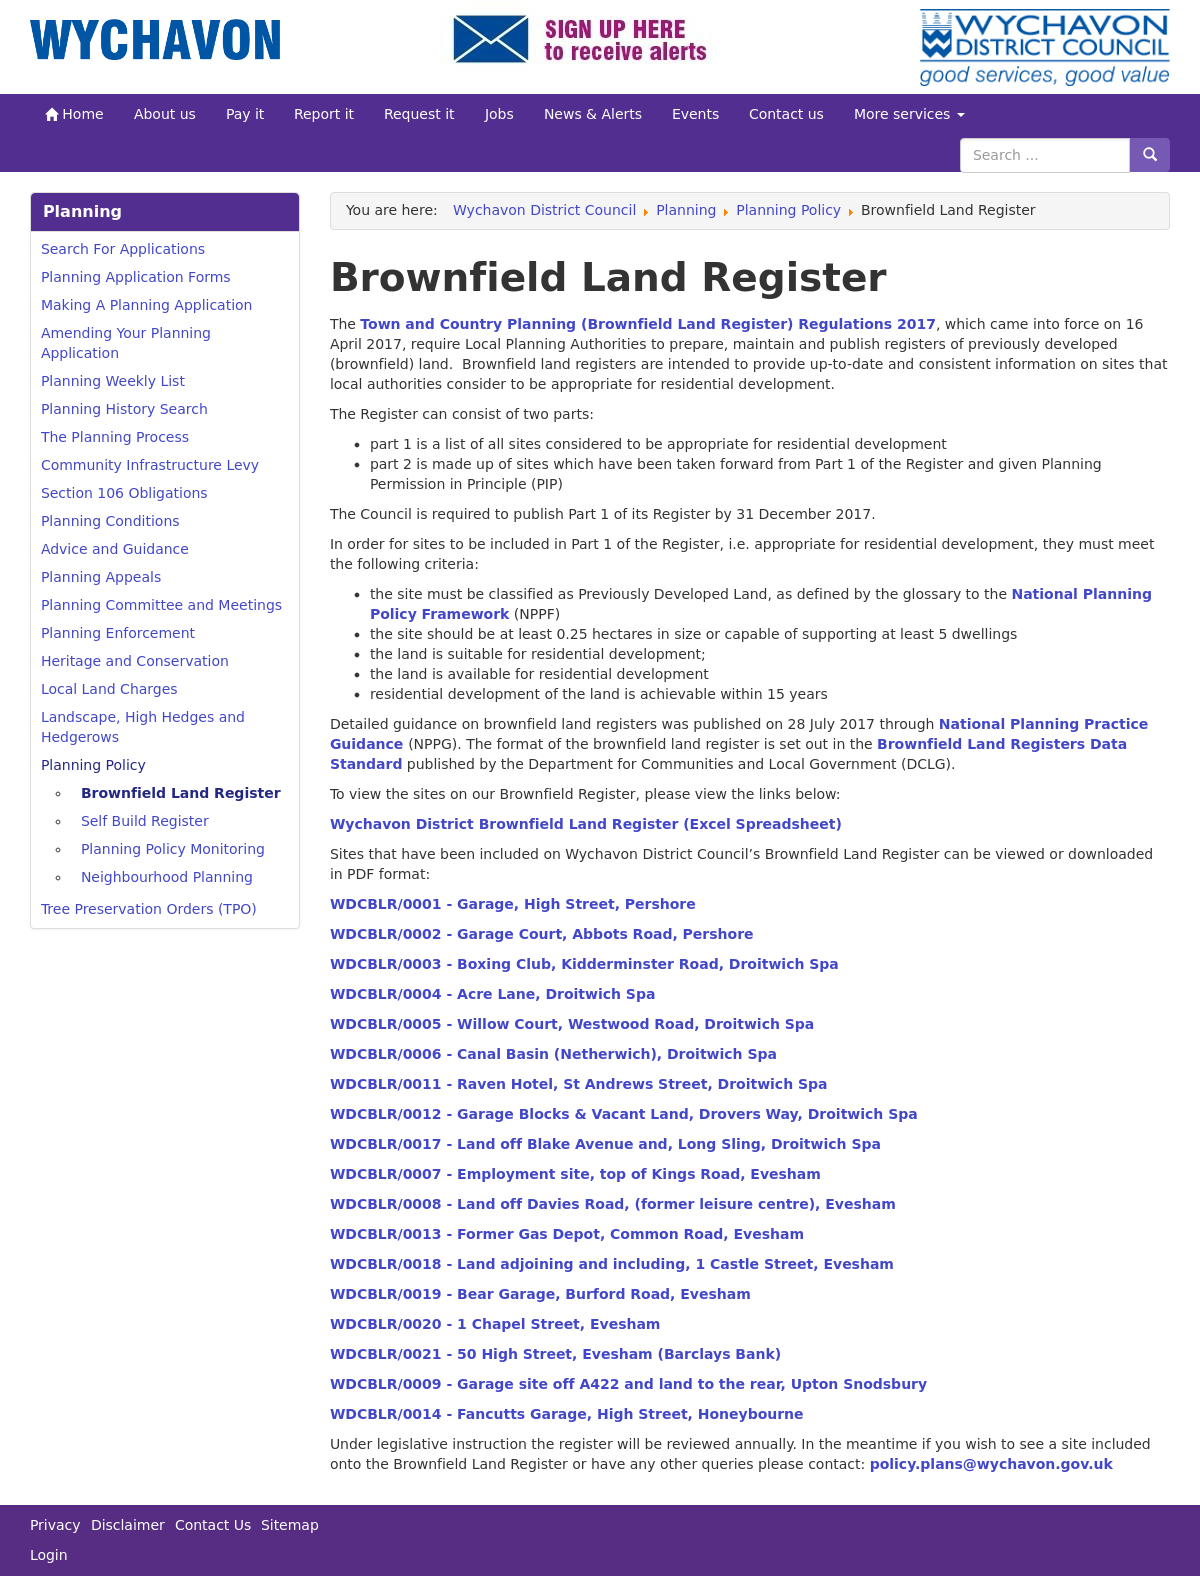 WYCHAVON
SIGN UP HERE
to receive alerts
WYCHAVON
DISTRICT COUNCIL
good services, good value
Home About us Pay it Report it Request it Jobs News & Alerts Events Contact us More services
Search ...
Planning
Search For Applications
Planning Application Forms
Making A Planning Application
Amending Your Planning
Application
Planning Weekly List
Planning History Search
The Planning Process
Community Infrastructure Levy
Section 106 Obligations
Planning Conditions
Advice and Guidance
Planning Appeals
Planning Committee and Meetings
Planning Enforcement
Heritage and Conservation
Local Land Charges
Landscape, High Hedges and
Hedgerows
Planning Policy
Brownfield Land Register
Self Build Register
Planning Policy Monitoring
Neighbourhood Planning
Tree Preservation Orders (TPO)
You are here: Wychavon District Council Planning Planning Policy Brownfield Land Register
Brownfield Land Register
The Town and Country Planning (Brownfield Land Register) Regulations 2017, which came into force on 16
April 2017, require Local Planning Authorities to prepare, maintain and publish registers of previously developed
(brownfield) land.  Brownfield land registers are intended to provide up-to-date and consistent information on sites that
local authorities consider to be appropriate for residential development.
The Register can consist of two parts:
part 1 is a list of all sites considered to be appropriate for residential development
part 2 is made up of sites which have been taken forward from Part 1 of the Register and given Planning
Permission in Principle (PIP)
The Council is required to publish Part 1 of its Register by 31 December 2017.
In order for sites to be included in Part 1 of the Register, i.e. appropriate for residential development, they must meet
the following criteria:
the site must be classified as Previously Developed Land, as defined by the glossary to the National Planning
Policy Framework (NPPF)
the site should be at least 0.25 hectares in size or capable of supporting at least 5 dwellings
the land is suitable for residential development;
the land is available for residential development
residential development of the land is achievable within 15 years
Detailed guidance on brownfield land registers was published on 28 July 2017 through National Planning Practice
Guidance (NPPG). The format of the brownfield land register is set out in the Brownfield Land Registers Data
Standard published by the Department for Communities and Local Government (DCLG).
To view the sites on our Brownfield Register, please view the links below:
Wychavon District Brownfield Land Register (Excel Spreadsheet)
Sites that have been included on Wychavon District Council’s Brownfield Land Register can be viewed or downloaded
in PDF format:
WDCBLR/0001 - Garage, High Street, Pershore
WDCBLR/0002 - Garage Court, Abbots Road, Pershore
WDCBLR/0003 - Boxing Club, Kidderminster Road, Droitwich Spa
WDCBLR/0004 - Acre Lane, Droitwich Spa
WDCBLR/0005 - Willow Court, Westwood Road, Droitwich Spa
WDCBLR/0006 - Canal Basin (Netherwich), Droitwich Spa
WDCBLR/0011 - Raven Hotel, St Andrews Street, Droitwich Spa
WDCBLR/0012 - Garage Blocks & Vacant Land, Drovers Way, Droitwich Spa
WDCBLR/0017 - Land off Blake Avenue and, Long Sling, Droitwich Spa
WDCBLR/0007 - Employment site, top of Kings Road, Evesham
WDCBLR/0008 - Land off Davies Road, (former leisure centre), Evesham
WDCBLR/0013 - Former Gas Depot, Common Road, Evesham
WDCBLR/0018 - Land adjoining and including, 1 Castle Street, Evesham
WDCBLR/0019 - Bear Garage, Burford Road, Evesham
WDCBLR/0020 - 1 Chapel Street, Evesham
WDCBLR/0021 - 50 High Street, Evesham (Barclays Bank)
WDCBLR/0009 - Garage site off A422 and land to the rear, Upton Snodsbury
WDCBLR/0014 - Fancutts Garage, High Street, Honeybourne
Under legislative instruction the register will be reviewed annually. In the meantime if you wish to see a site included
onto the Brownfield Land Register or have any other queries please contact: policy.plans@wychavon.gov.uk
Privacy Disclaimer Contact Us Sitemap
Login